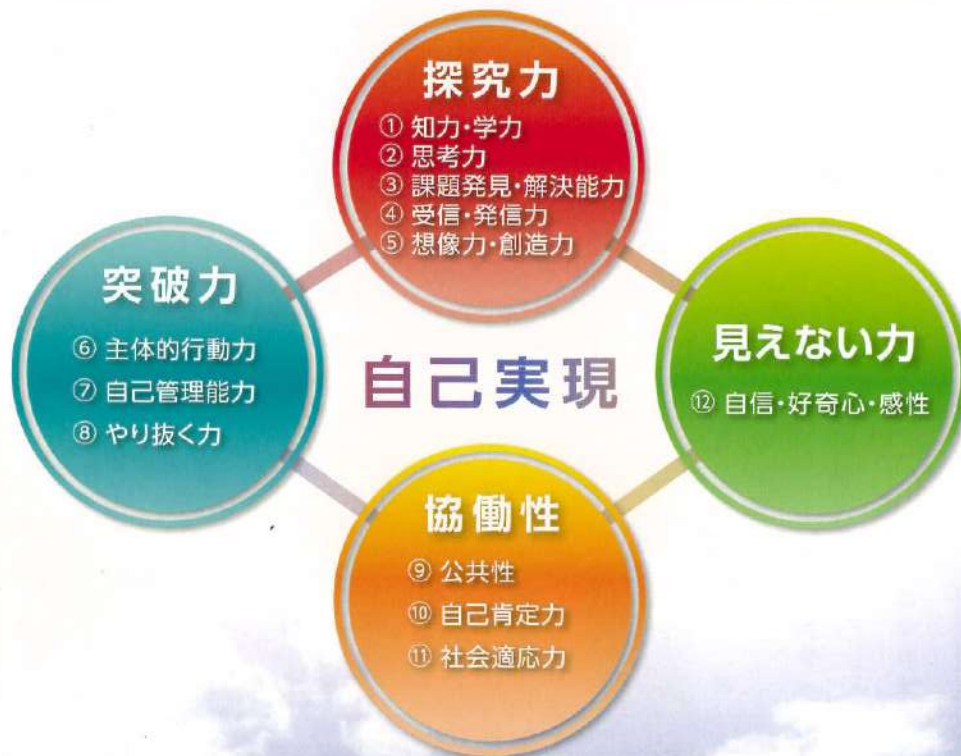 探究力
① 知力・学力
② 思考力
③ 課題発見・解決能力
④ 受信・発信力
⑤ 想像力・創造力
突破力
⑥ 主体的行動力
⑦ 自己管理能力
⑧ やり抜く力
自己実現
見えない力
⑫ 自信・好奇心・感性
協働性
⑨ 公共性
⑩ 自己肯定力
⑪ 社会適応力